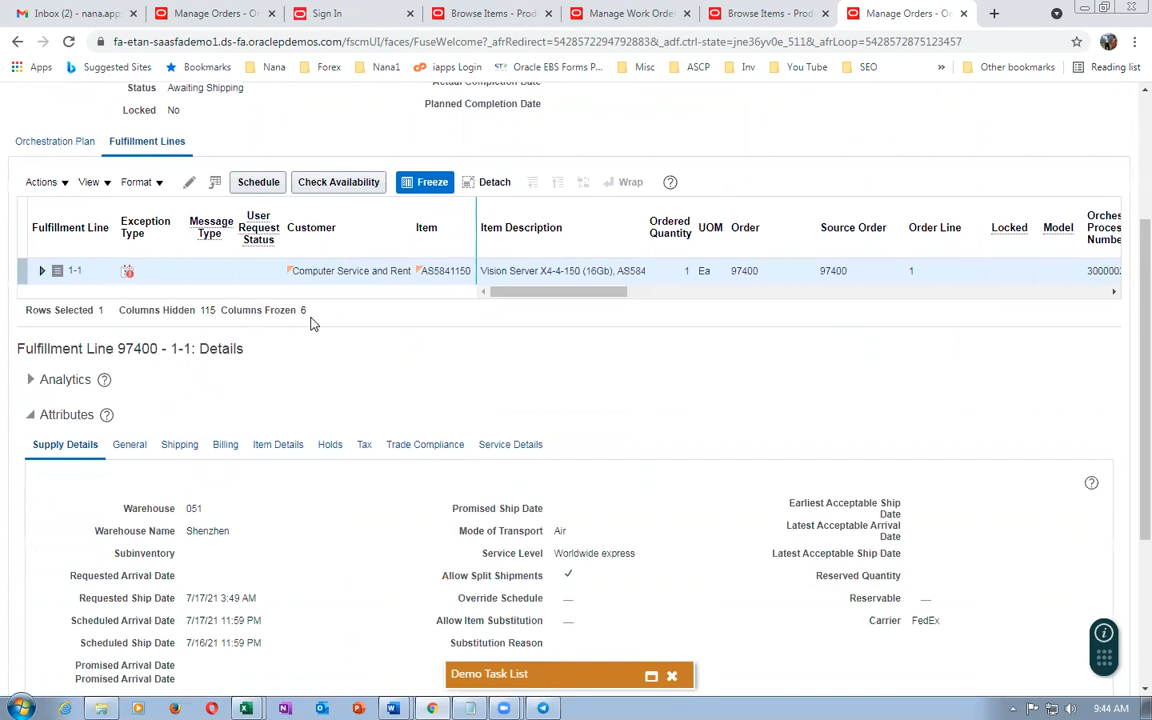 Inbox (2) - nana.apps
Manage Orders - Or
Sign In
Browse Items - Prod
Manage Work Orde
Browse Items - Prod
Manage Orders - Or
fa-etan-saasfademo1.ds-fa.oraclepdemos.com/fscmUI/faces/FuseWelcome?_afrRedirect=5428572294792883&_adf.ctrl-state=jne36yv0e_511&_afrLoop=5428572875123457
Apps Suggested Sites Bookmarks Nana Forex Nana1 iapps Login Oracle EBS Forms P... Misc ASCP Inv You Tube SEO » Other bookmarks Reading list
Status Awaiting Shipping
Actual Completion Date
Locked No
Planned Completion Date
Orchestration Plan Fulfillment Lines
Actions View Format Schedule Check Availability Freeze Detach Wrap
Fulfillment Line
Exception Type
Message Type
User Request Status
Customer
Item
Item Description
Ordered Quantity
UOM
Order
Source Order
Order Line
Locked
Model
Orches
Proces
Numbe
1-1 Computer Service and Rent AS5841150 Vision Server X4-4-150 (16Gb), AS584 1 Ea 97400 97400 1 3000002
Rows Selected 1 Columns Hidden 115 Columns Frozen 6
Fulfillment Line 97400 - 1-1: Details
Analytics
Attributes
Supply Details General Shipping Billing Item Details Holds Tax Trade Compliance Service Details
Warehouse 051
Warehouse Name Shenzhen
Subinventory
Requested Arrival Date
Requested Ship Date 7/17/21 3:49 AM
Scheduled Arrival Date 7/17/21 11:59 PM
Scheduled Ship Date 7/16/21 11:59 PM
Promised Arrival Date
Promised Arrival Date
Promised Ship Date
Mode of Transport Air
Service Level Worldwide express
Allow Split Shipments
Override Schedule
Allow Item Substitution
Substitution Reason
Earliest Acceptable Ship
Date
Latest Acceptable Arrival
Date
Latest Acceptable Ship Date
Reserved Quantity
Reservable
Carrier FedEx
Demo Task List
9:44 AM